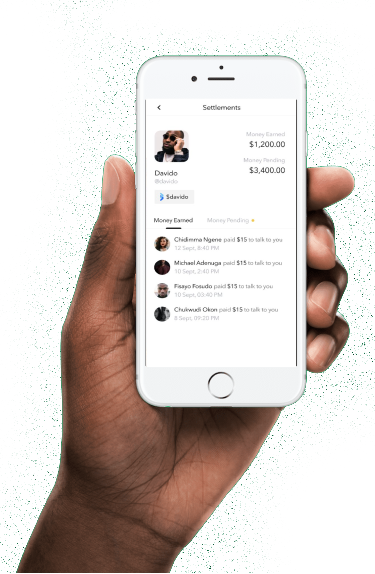 Settlements
Money Earned
$1,200.00
Money Pending
$3,400.00
Davido
@davido
$davido
Money Earned Money Pending
Chidimma Ngene paid $15 to talk to you
12 Sept, 8:40 PM
Michael Adenuga paid $15 to talk to you
10 Sept, 2:40 PM
Fisayo Fosudo paid $15 to talk to you
10 Sept, 03:40 PM
Chukwudi Okon paid $15 to talk to you
8 Sept, 09:20 PM